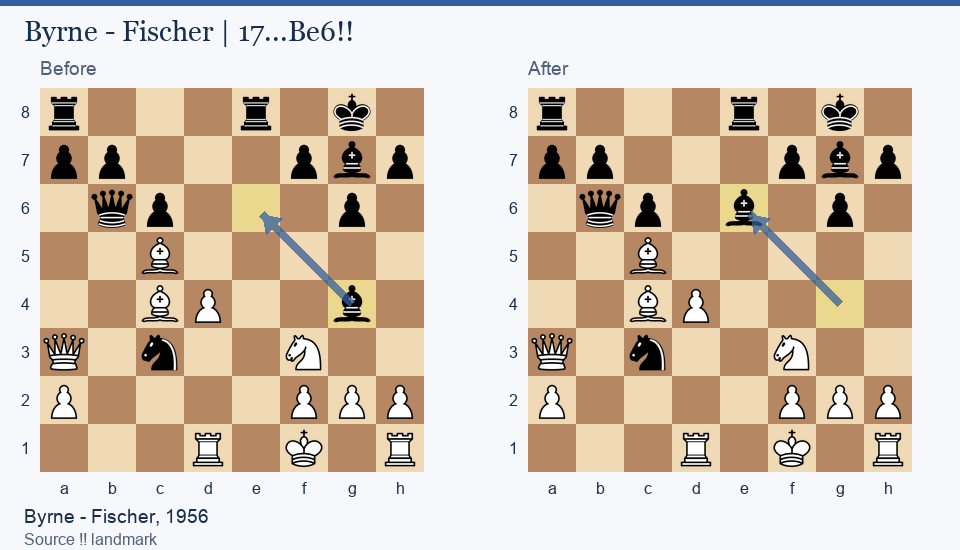 Byrne - Fischer | 17...Be6!!
Before
After
8
8
7
7
6
6
5
5
4
4
3
3
2
2
1
1
a b c d e f g h
a b c d e f g h
Byrne - Fischer, 1956
Source !! landmark